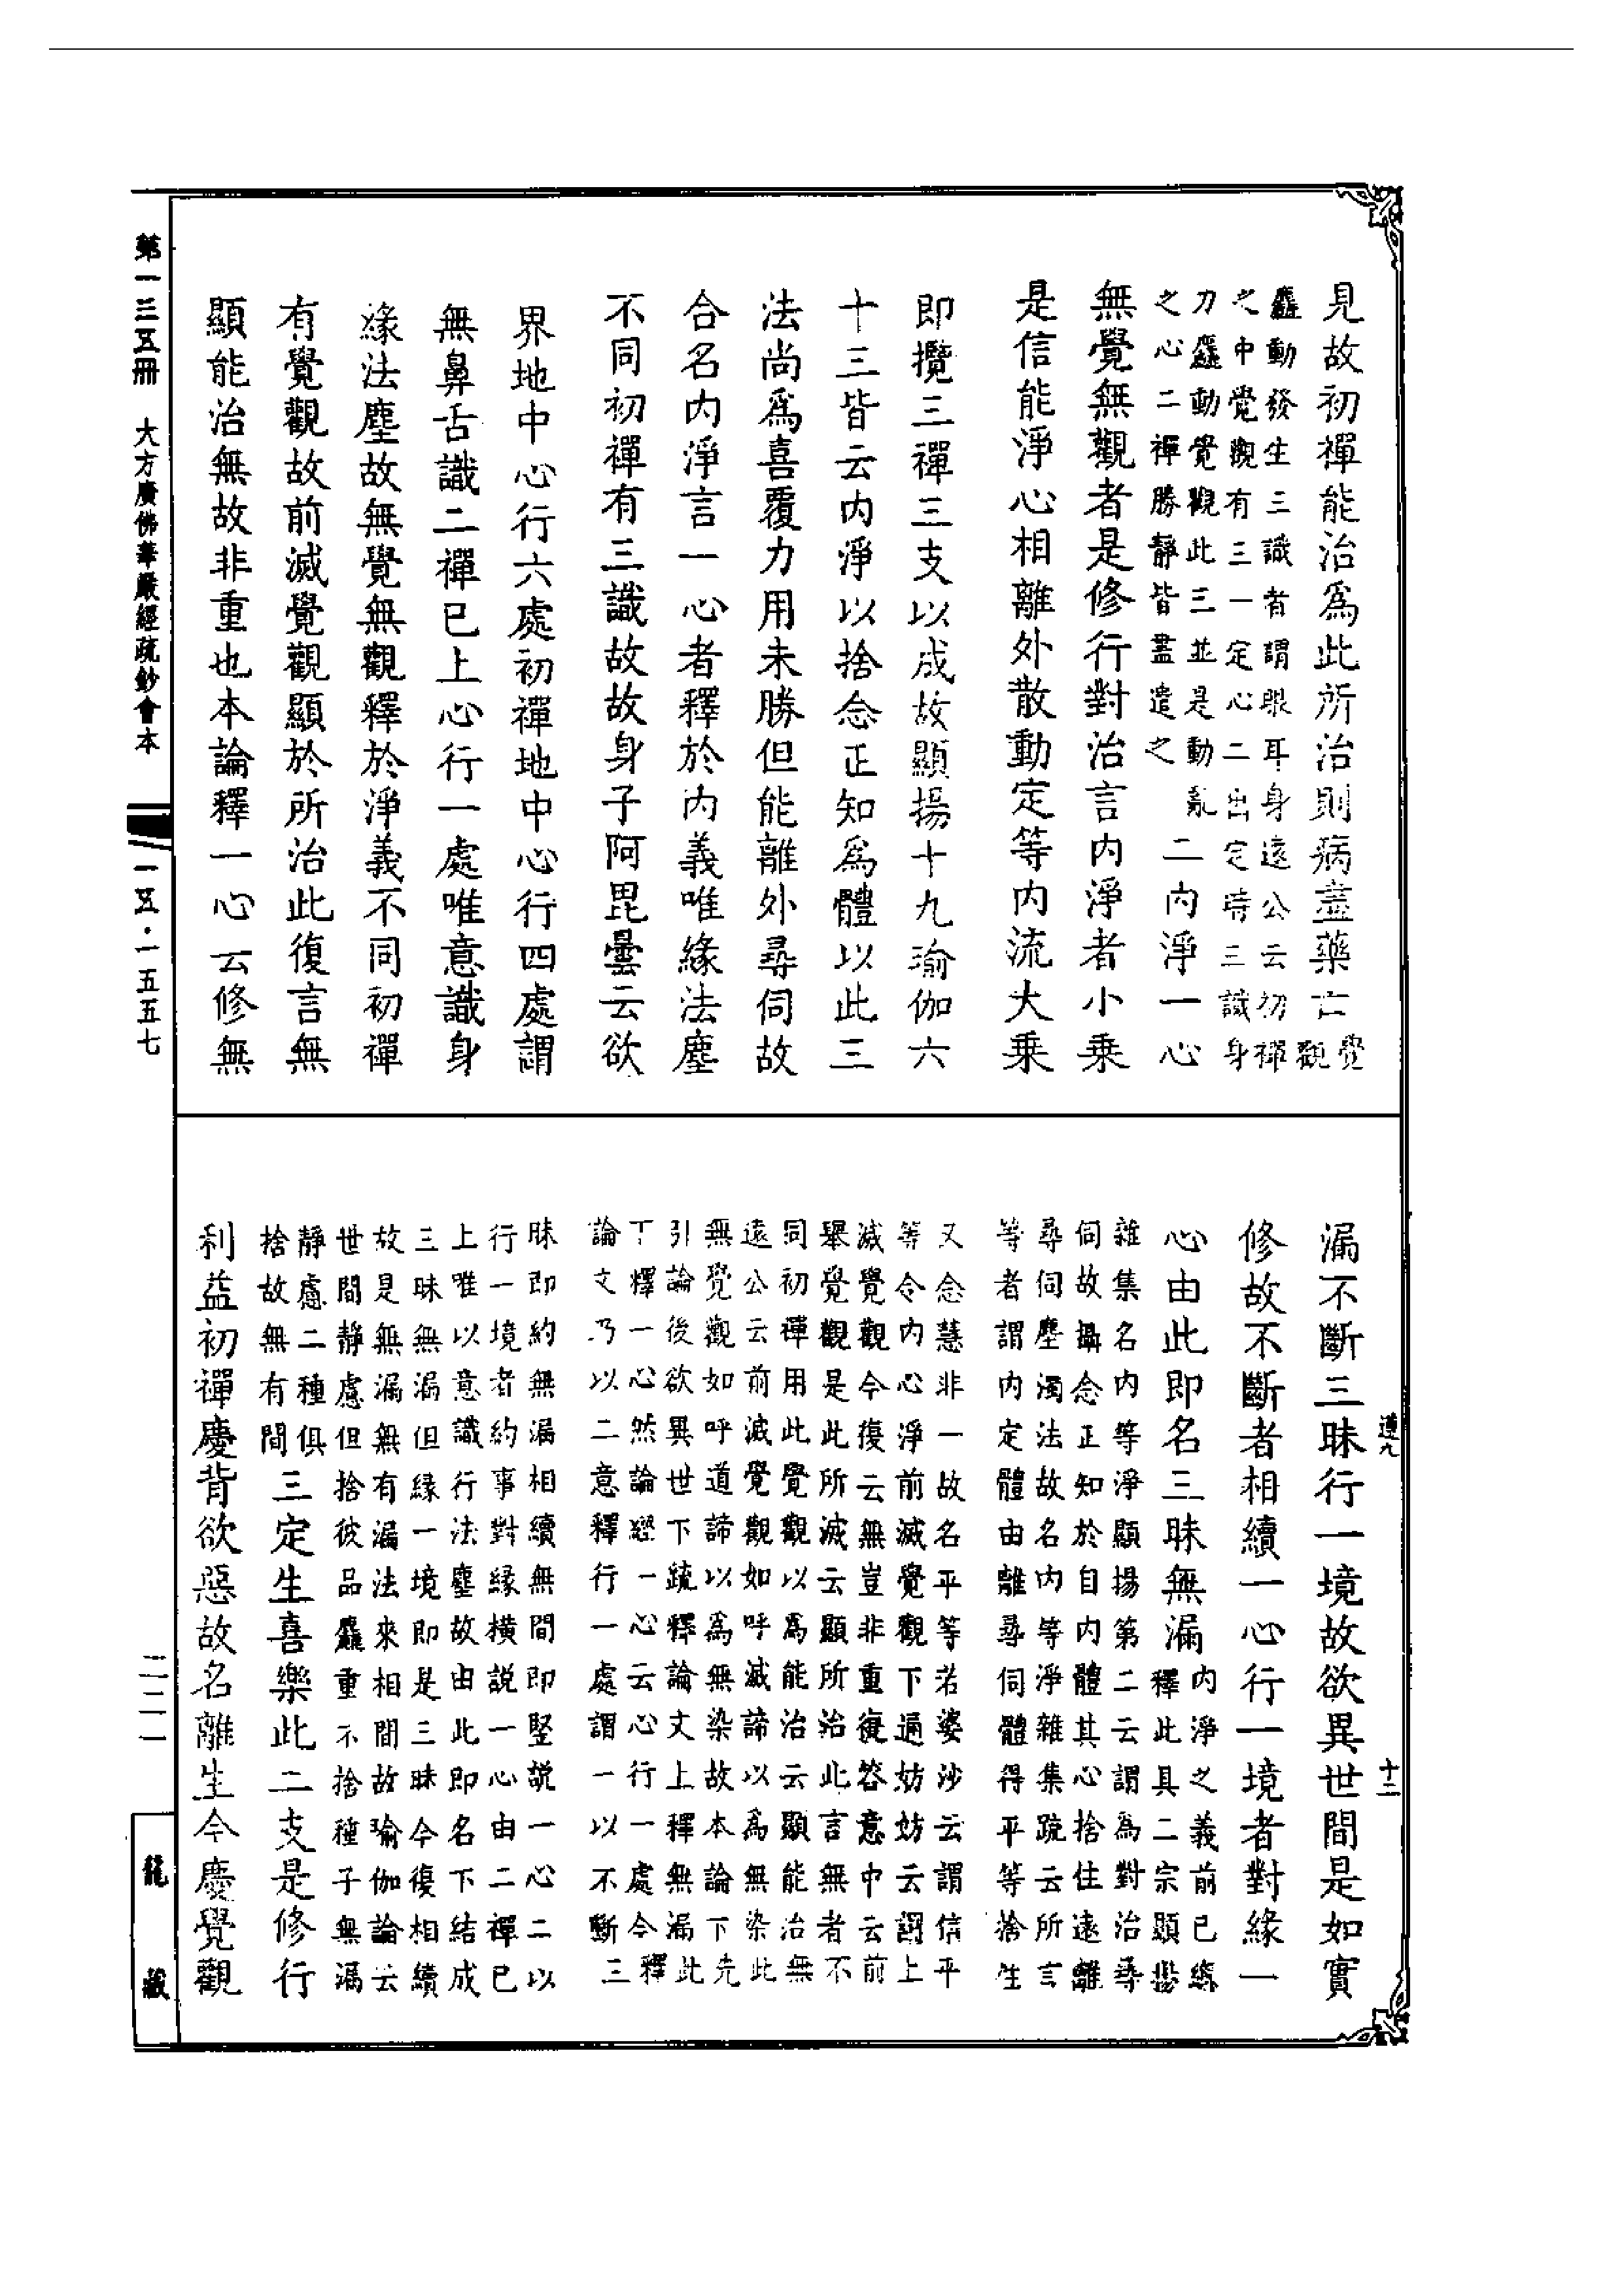 見故初禪能治爲此所治則病盡藥亡覺觀
麤動發生三識者謂眼耳身遠公云初禪
之中覺觀有三一定心二出定時三識身
刀麤動覺觀此三並是動亂
之心二禪勝靜皆盡遣之
二內淨一心
無覺無觀者是修行對治言內淨者小乘
是信能淨心相離外散動定等內流大乘
即攬三禪三支以成故顯揚十九瑜伽六
十三皆云內淨以捨念正知爲體以此三
法尚爲喜覆力用未勝但能離外尋伺故
合名內淨言一心者釋於內義唯緣法塵
不同初禪有三識故故身子阿毘曇云欲
界地中心行六處初禪地中心行四處謂
無鼻舌識二禪已上心行一處唯意識身
緣法塵故無覺無觀釋於淨義不同初禪
有覺觀故前滅覺觀顯於所治此復言無
顯能治無故非重也本論釋一心云修無
漏不斷三昧行一境故欲異世間是如實
修故不斷者相續一心行一境者對緣一
心由此即名三昧無漏
內淨之義前已總
釋此具二宗顯揚
雜集名內等淨顯揚第二云謂爲對治尋
伺故攝念正知於自內體其心捨住遠離
尋伺塵濁法故名內等淨雜集疏云所言
等者謂內定體由離尋伺體得平等捨性
又念慧非一故名平等若婆沙云謂信平
等令內心淨前滅覺觀下遍妨妨云謂上
滅覺觀今復云無豈非重復答意中云前
舉覺觀是此所滅云顯所治此言無者不
同初禪用此覺觀以爲能治云顯能治無
遠公云前滅覺觀如呼滅諦以爲無染此
無覺觀如呼道諦以爲無染故本論下先
引論後欲異世下疏釋論文上釋無漏此
下釋一心然論經一心云心行一處今釋
論文乃以二意釋行一處謂一以不斷三
昧即約無漏相續無間即竪說一心二以
行一境者約事對緣橫說一心由二禪已
上唯以意識行法塵故由此即名下結成
三昧無漏但緣一境即是三昧今復相續
故是無漏無有漏法來相間故瑜伽論云
世間靜慮但捨彼品麤重不捨種子無漏
靜慮二種俱
捨故無有間
三定生喜樂此二支是修行
利益初禪慶背欲惡故名離生今慶覺觀
第一三五冊 大方廣佛華嚴經疏鈔會本
一五·一五五七
二二一
龍藏
十二